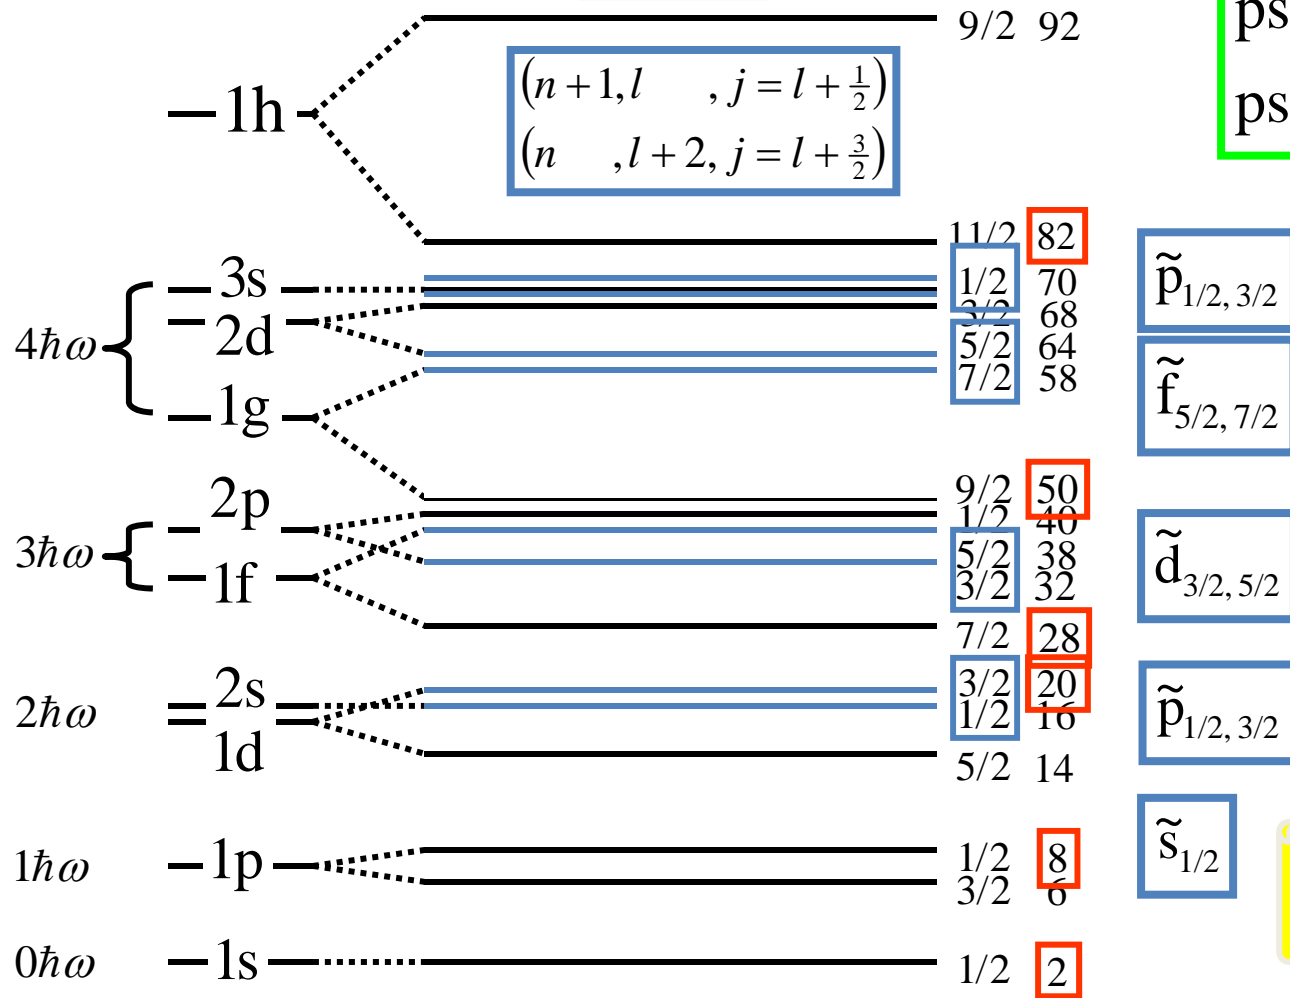 9/2 92
ps
(n + 1, l , j = l + 1/2)
1h
(n , l + 2, j = l + 3/2)
ps
11/2 82
3s
1/2 70
p̃1/2, 3/2
3/2 68
4ℏω
2d
5/2 64
7/2 58
f̃5/2, 7/2
1g
9/2 50
2p
1/2 40
3ℏω
5/2 38
d̃3/2, 5/2
1f
3/2 32
7/2 28
2s
3/2 20
2ℏω
1/2 16
p̃1/2, 3/2
1d
5/2 14
1ℏω
1p
1/2 8
s̃1/2
3/2 6
0ℏω
1s
1/2 2